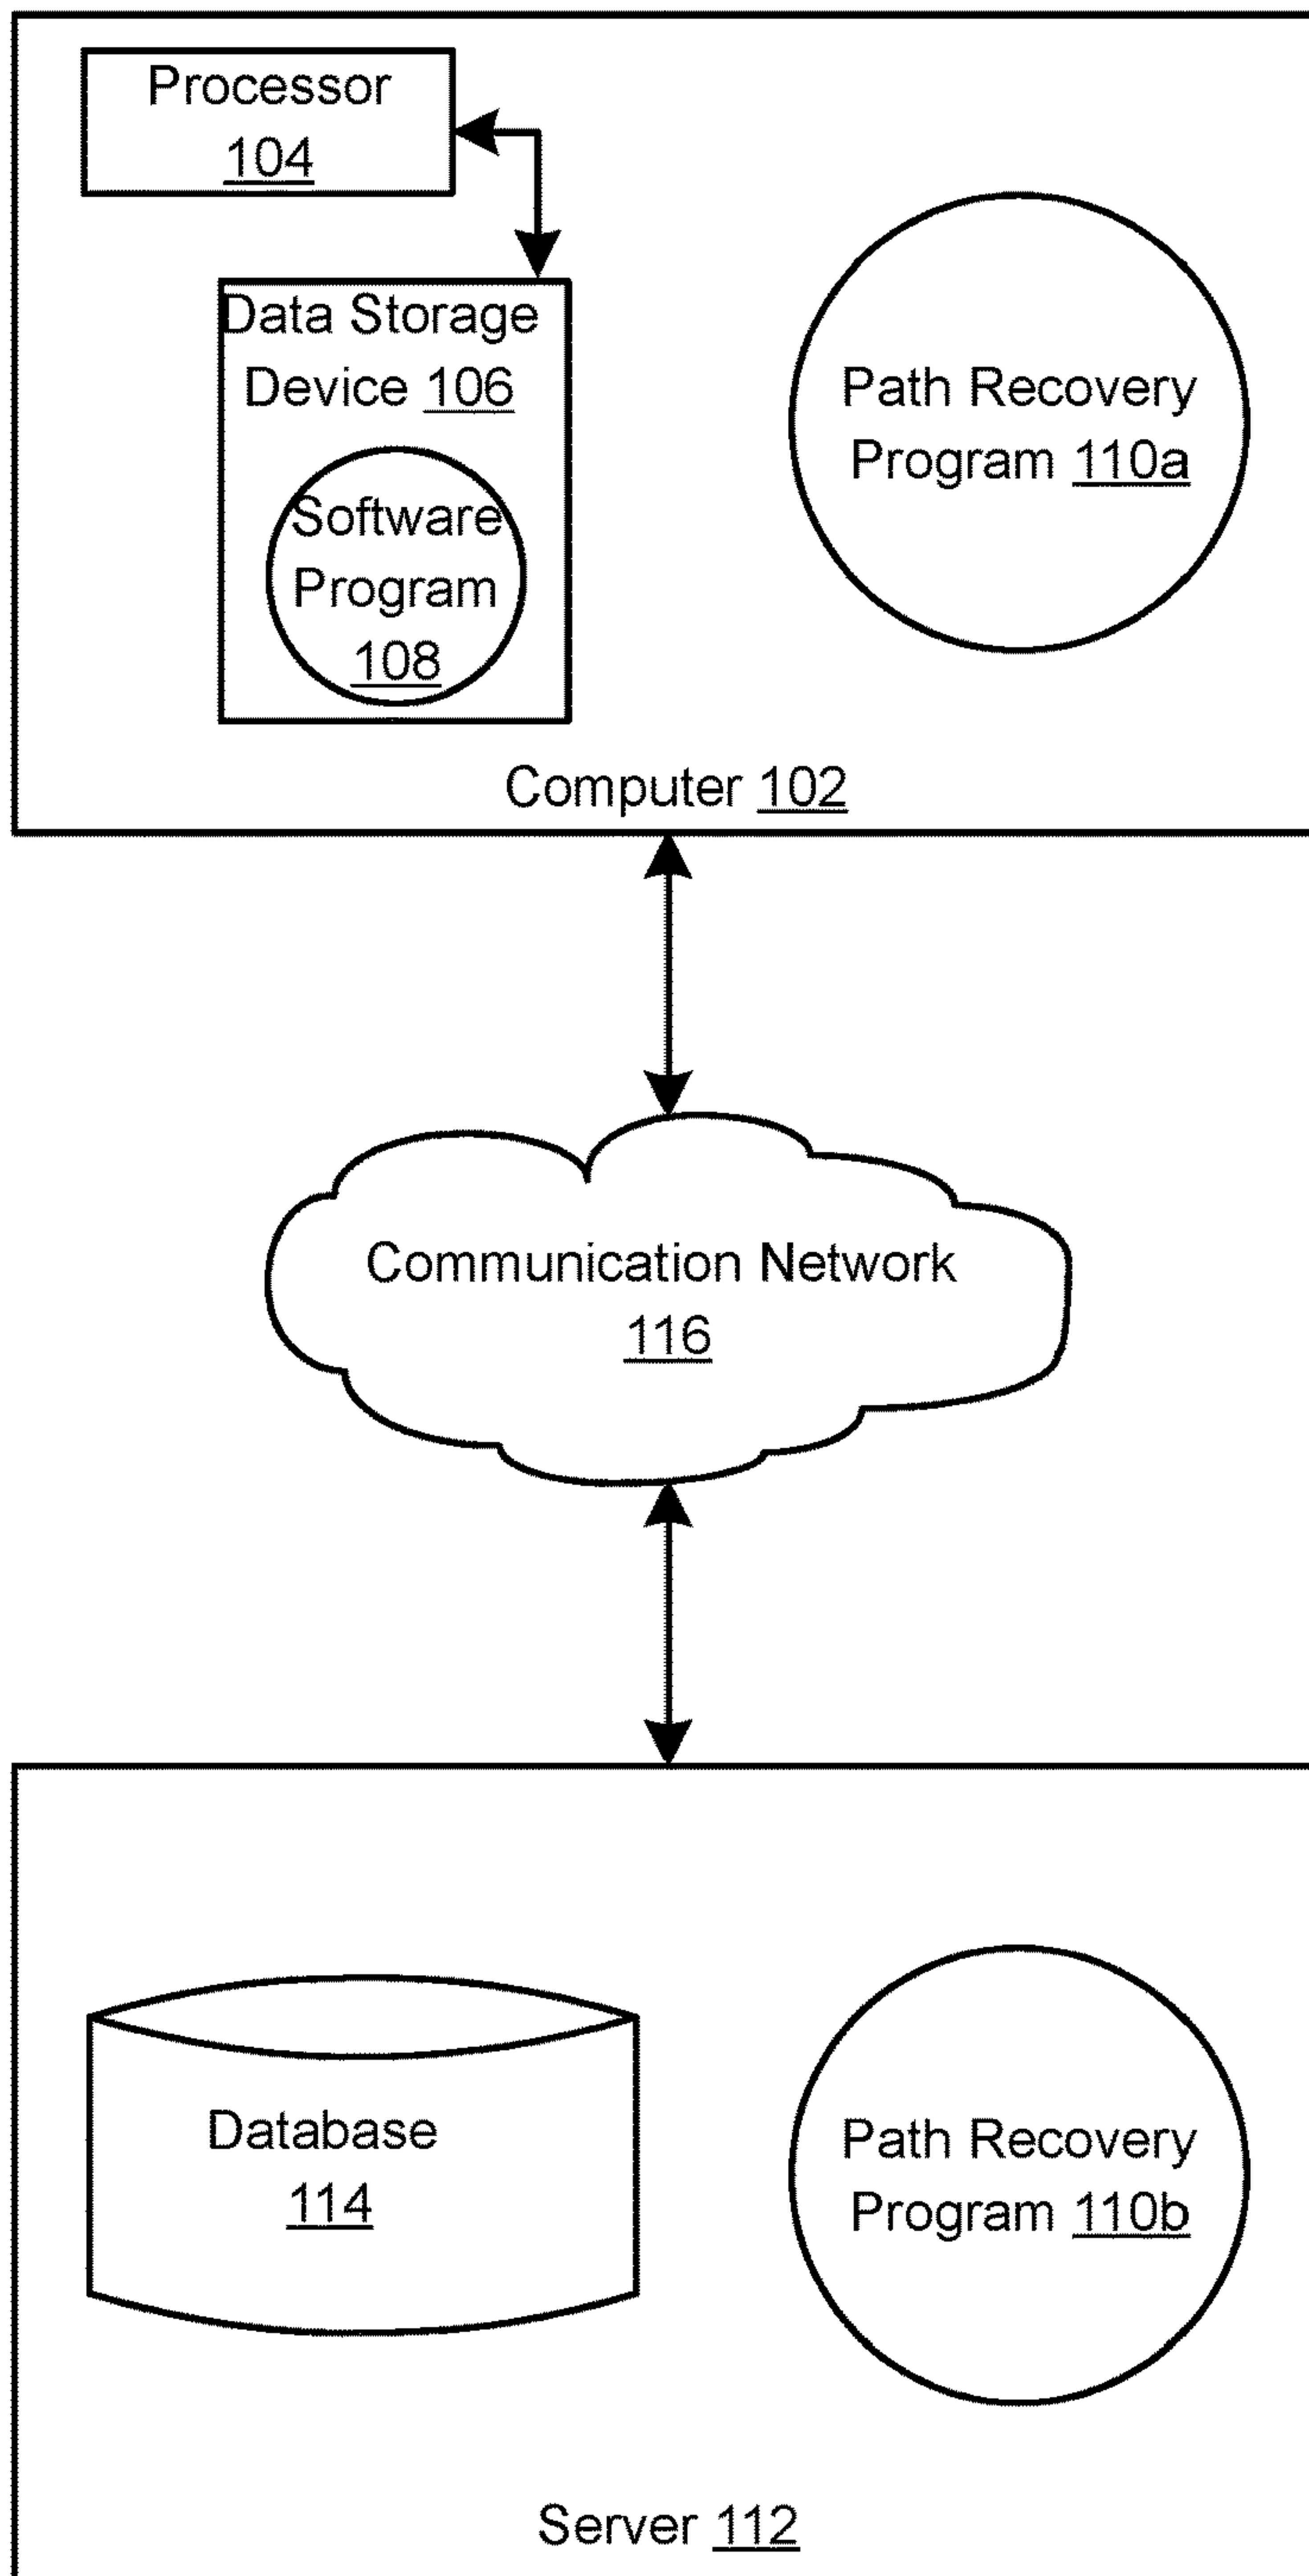 Processor
104
Data Storage
Device 106
Software
Program
108
Path Recovery
Program 110a
Computer 102
Communication Network
116
Database
114
Path Recovery
Program 110b
Server 112